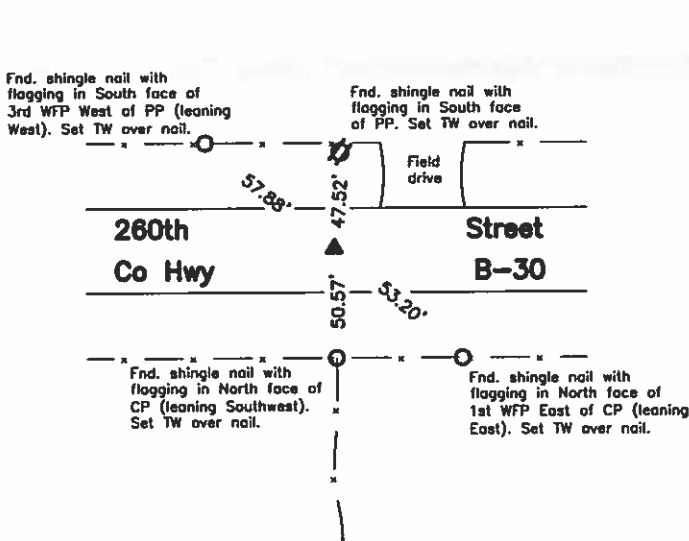 Fnd. shingle nail with
flagging in South face of
3rd WFP West of PP (leaning
West). Set TW over nail.
Fnd. shingle nail with
flagging in South face
of PP. Set TW over nail.
Field
drive
57.88'
47.52'
260th
Street
Co Hwy
B-30
50.57'
53.20'
Fnd. shingle nail with
flagging in North face of
CP (leaning Southwest).
Set TW over nail.
Fnd. shingle nail with
flagging in North face of
1st WFP East of CP (leaning
East). Set TW over nail.